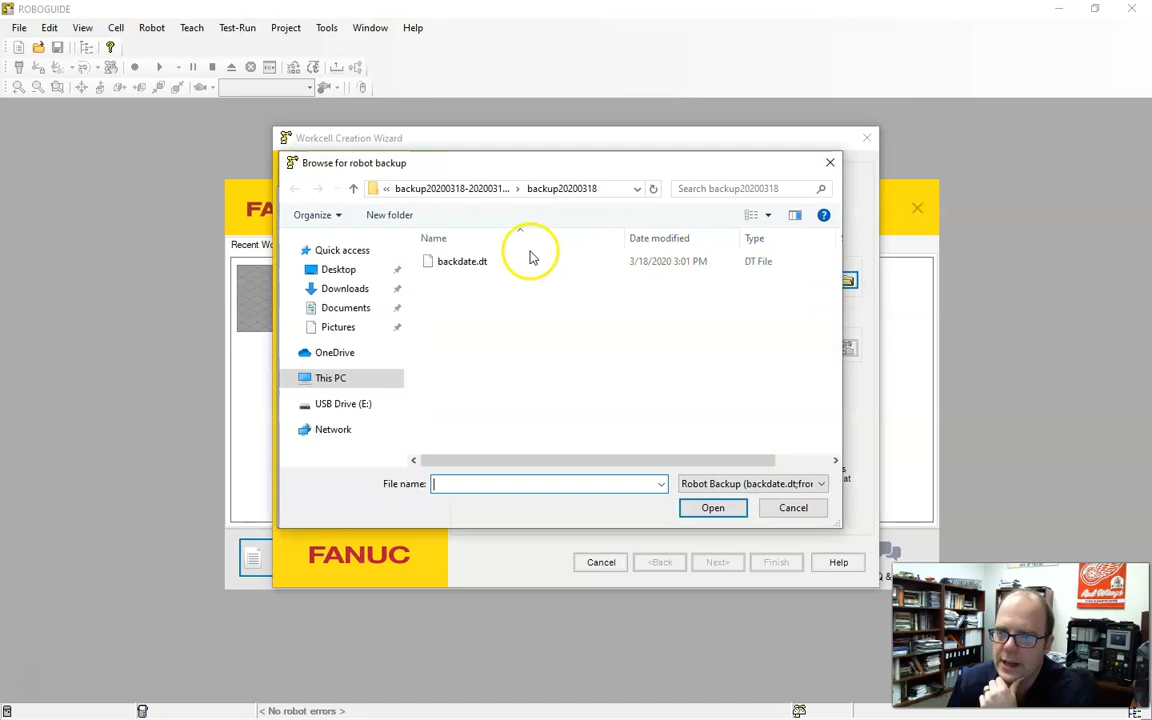 ROBOGUIDE
File Edit View Cell Robot Teach Test-Run Project Tools Window Help
Workcell Creation Wizard
Browse for robot backup
« backup20200318-2020031... › backup20200318
Search backup20200318
Organize New folder
Name Date modified Type
backdate.dt 3/18/2020 3:01 PM DT File
Quick access
Desktop
Downloads
Documents
Pictures
OneDrive
This PC
USB Drive (E:)
Network
File name:
Robot Backup (backdate.dt;fror
Open Cancel
FA
Recent Wo
FANUC
Cancel <Back Next> Finish Help
< No robot errors >